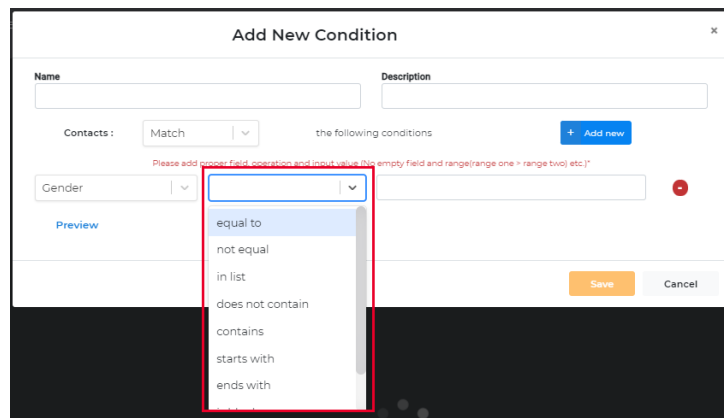 Add New Condition
×
Name
Description
Contacts :
Match
the following conditions
+ Add new
Please add proper field, operation and input value (No empty field and range(range one > range two) etc.)*
Gender
equal to
Preview
not equal
in list
does not contain
Save
Cancel
contains
starts with
ends with